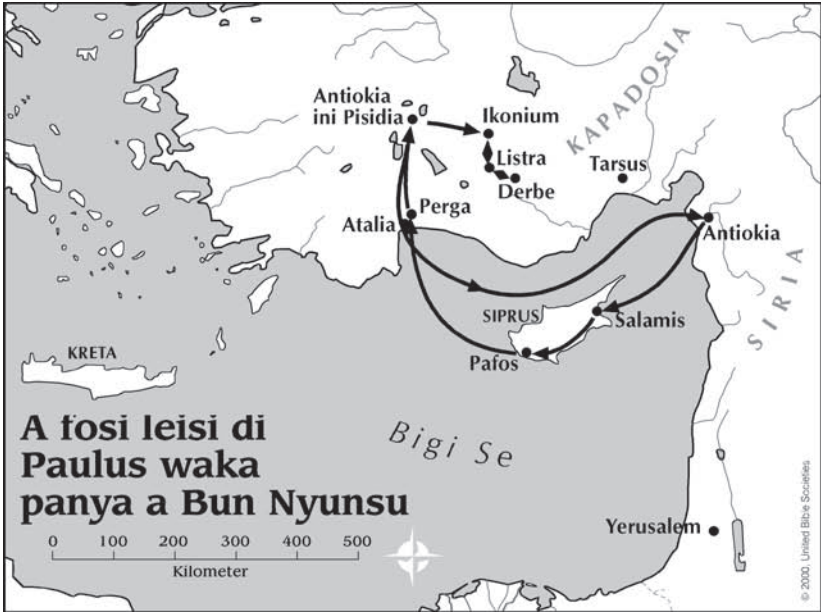 Antiokia
ini Pisidia
Ikonium
KAPADOSIA
Listra
Tarsus
Derbe
Perga
Atalia
Antiokia
SIPRUS
Salamis
SIRIA
KRETA
Pafos
A fosi leisi di
Paulus waka
panya a Bun Nyunsu
Bigi Se
0 100 200 300 400 500
Kilometer
Yerusalem
© 2000, United Bible Societies